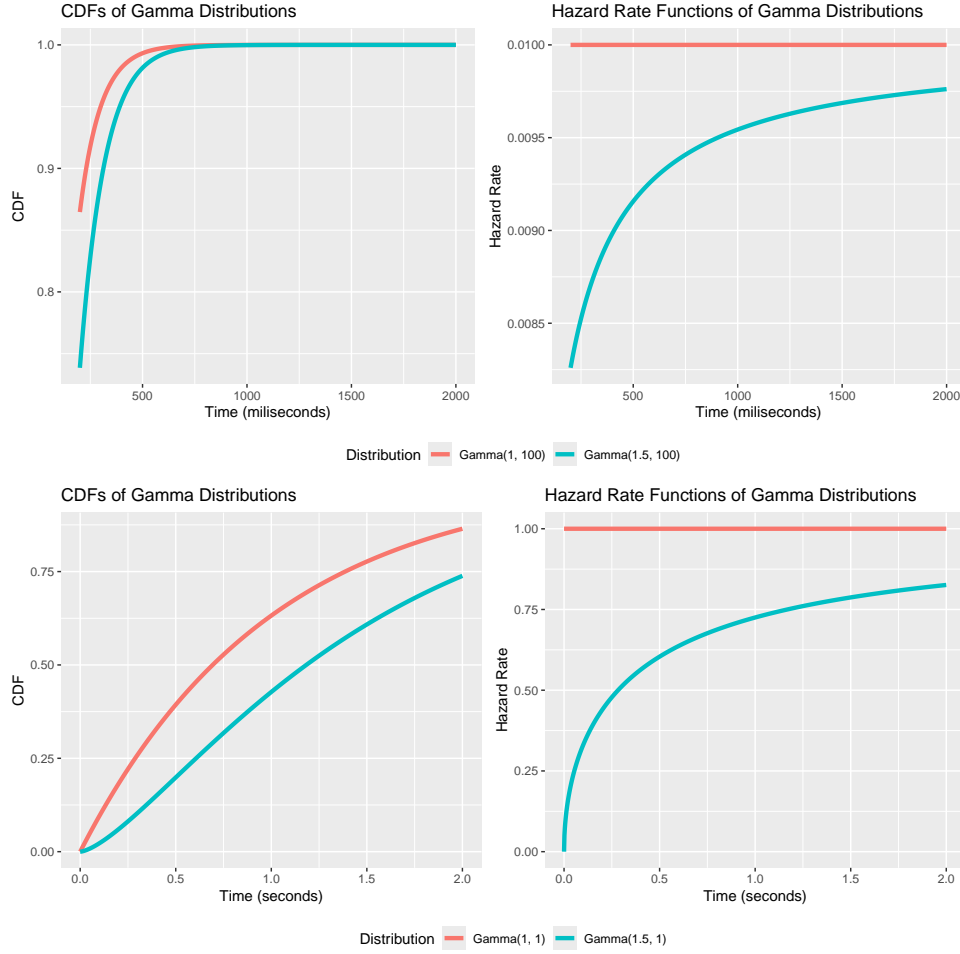 CDFs of Gamma Distributions
Hazard Rate Functions of Gamma Distributions
1.0
0.9
0.8
CDF
500
1000
1500
2000
Time (miliseconds)
0.0100
0.0095
0.0090
0.0085
Hazard Rate
500
1000
1500
2000
Time (miliseconds)
Distribution Gamma(1, 100) Gamma(1.5, 100)
CDFs of Gamma Distributions
Hazard Rate Functions of Gamma Distributions
0.75
0.50
0.25
0.00
CDF
0.0
0.5
1.0
1.5
2.0
Time (seconds)
1.00
0.75
0.50
0.25
0.00
Hazard Rate
0.0
0.5
1.0
1.5
2.0
Time (seconds)
Distribution Gamma(1, 1) Gamma(1.5, 1)